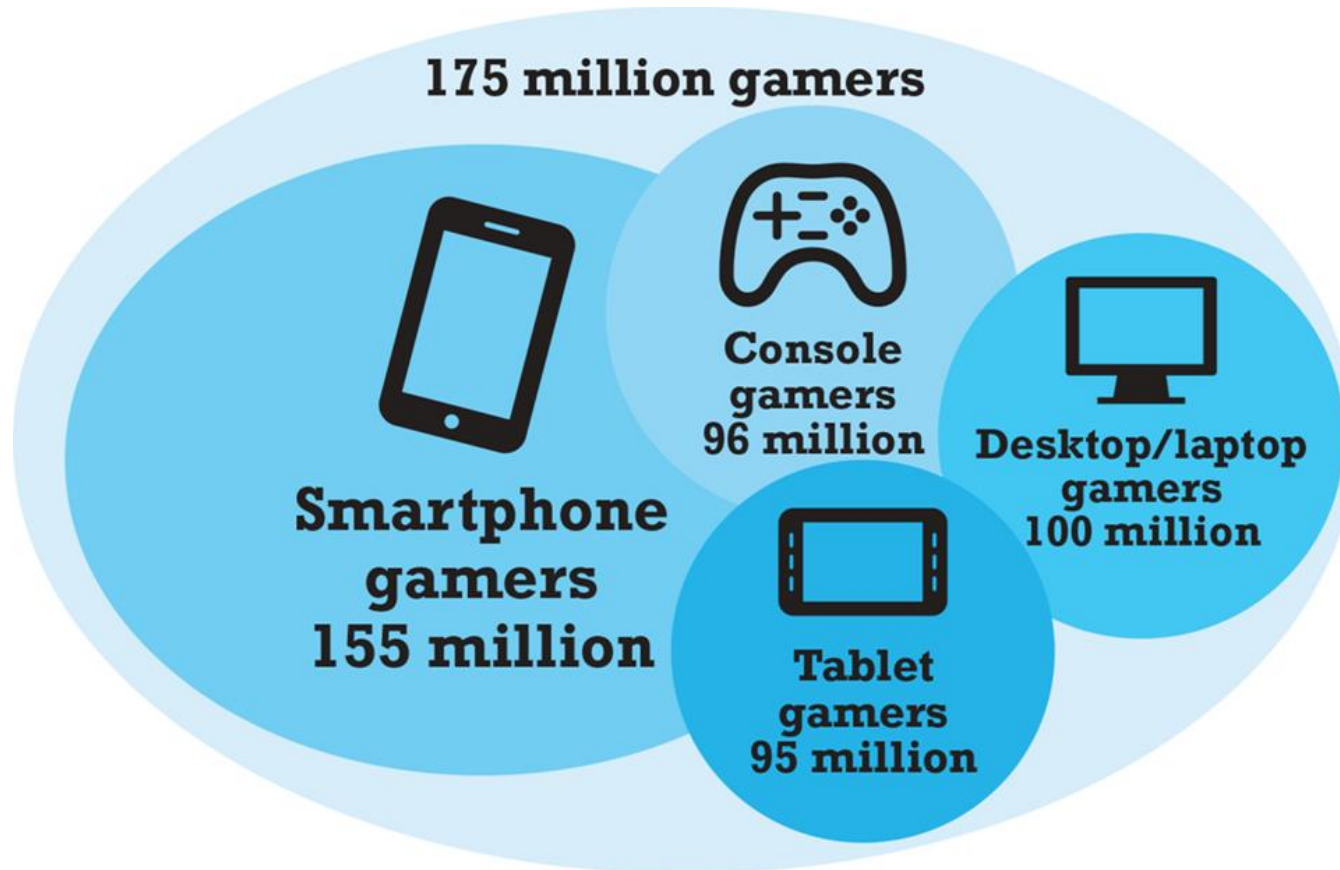 175 million gamers
Console
gamers
96 million
Desktop/laptop
gamers
100 million
Smartphone
gamers
155 million
Tablet
gamers
95 million